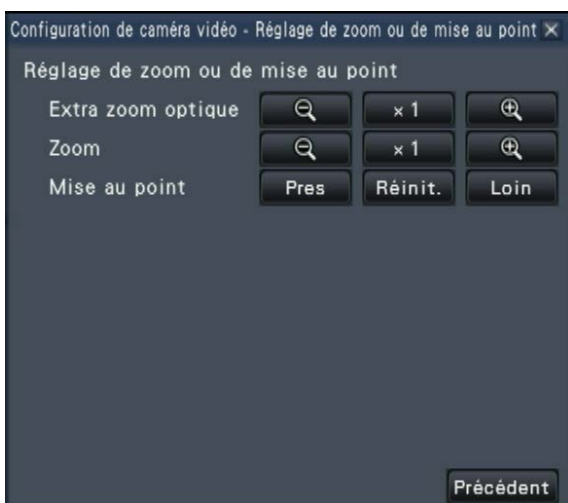 Configuration de caméra vidéo - Réglage de zoom ou de mise au point
Réglage de zoom ou de mise au point
Extra zoom optique × 1
Zoom × 1
Mise au point Pres Réinit. Loin
Précédent